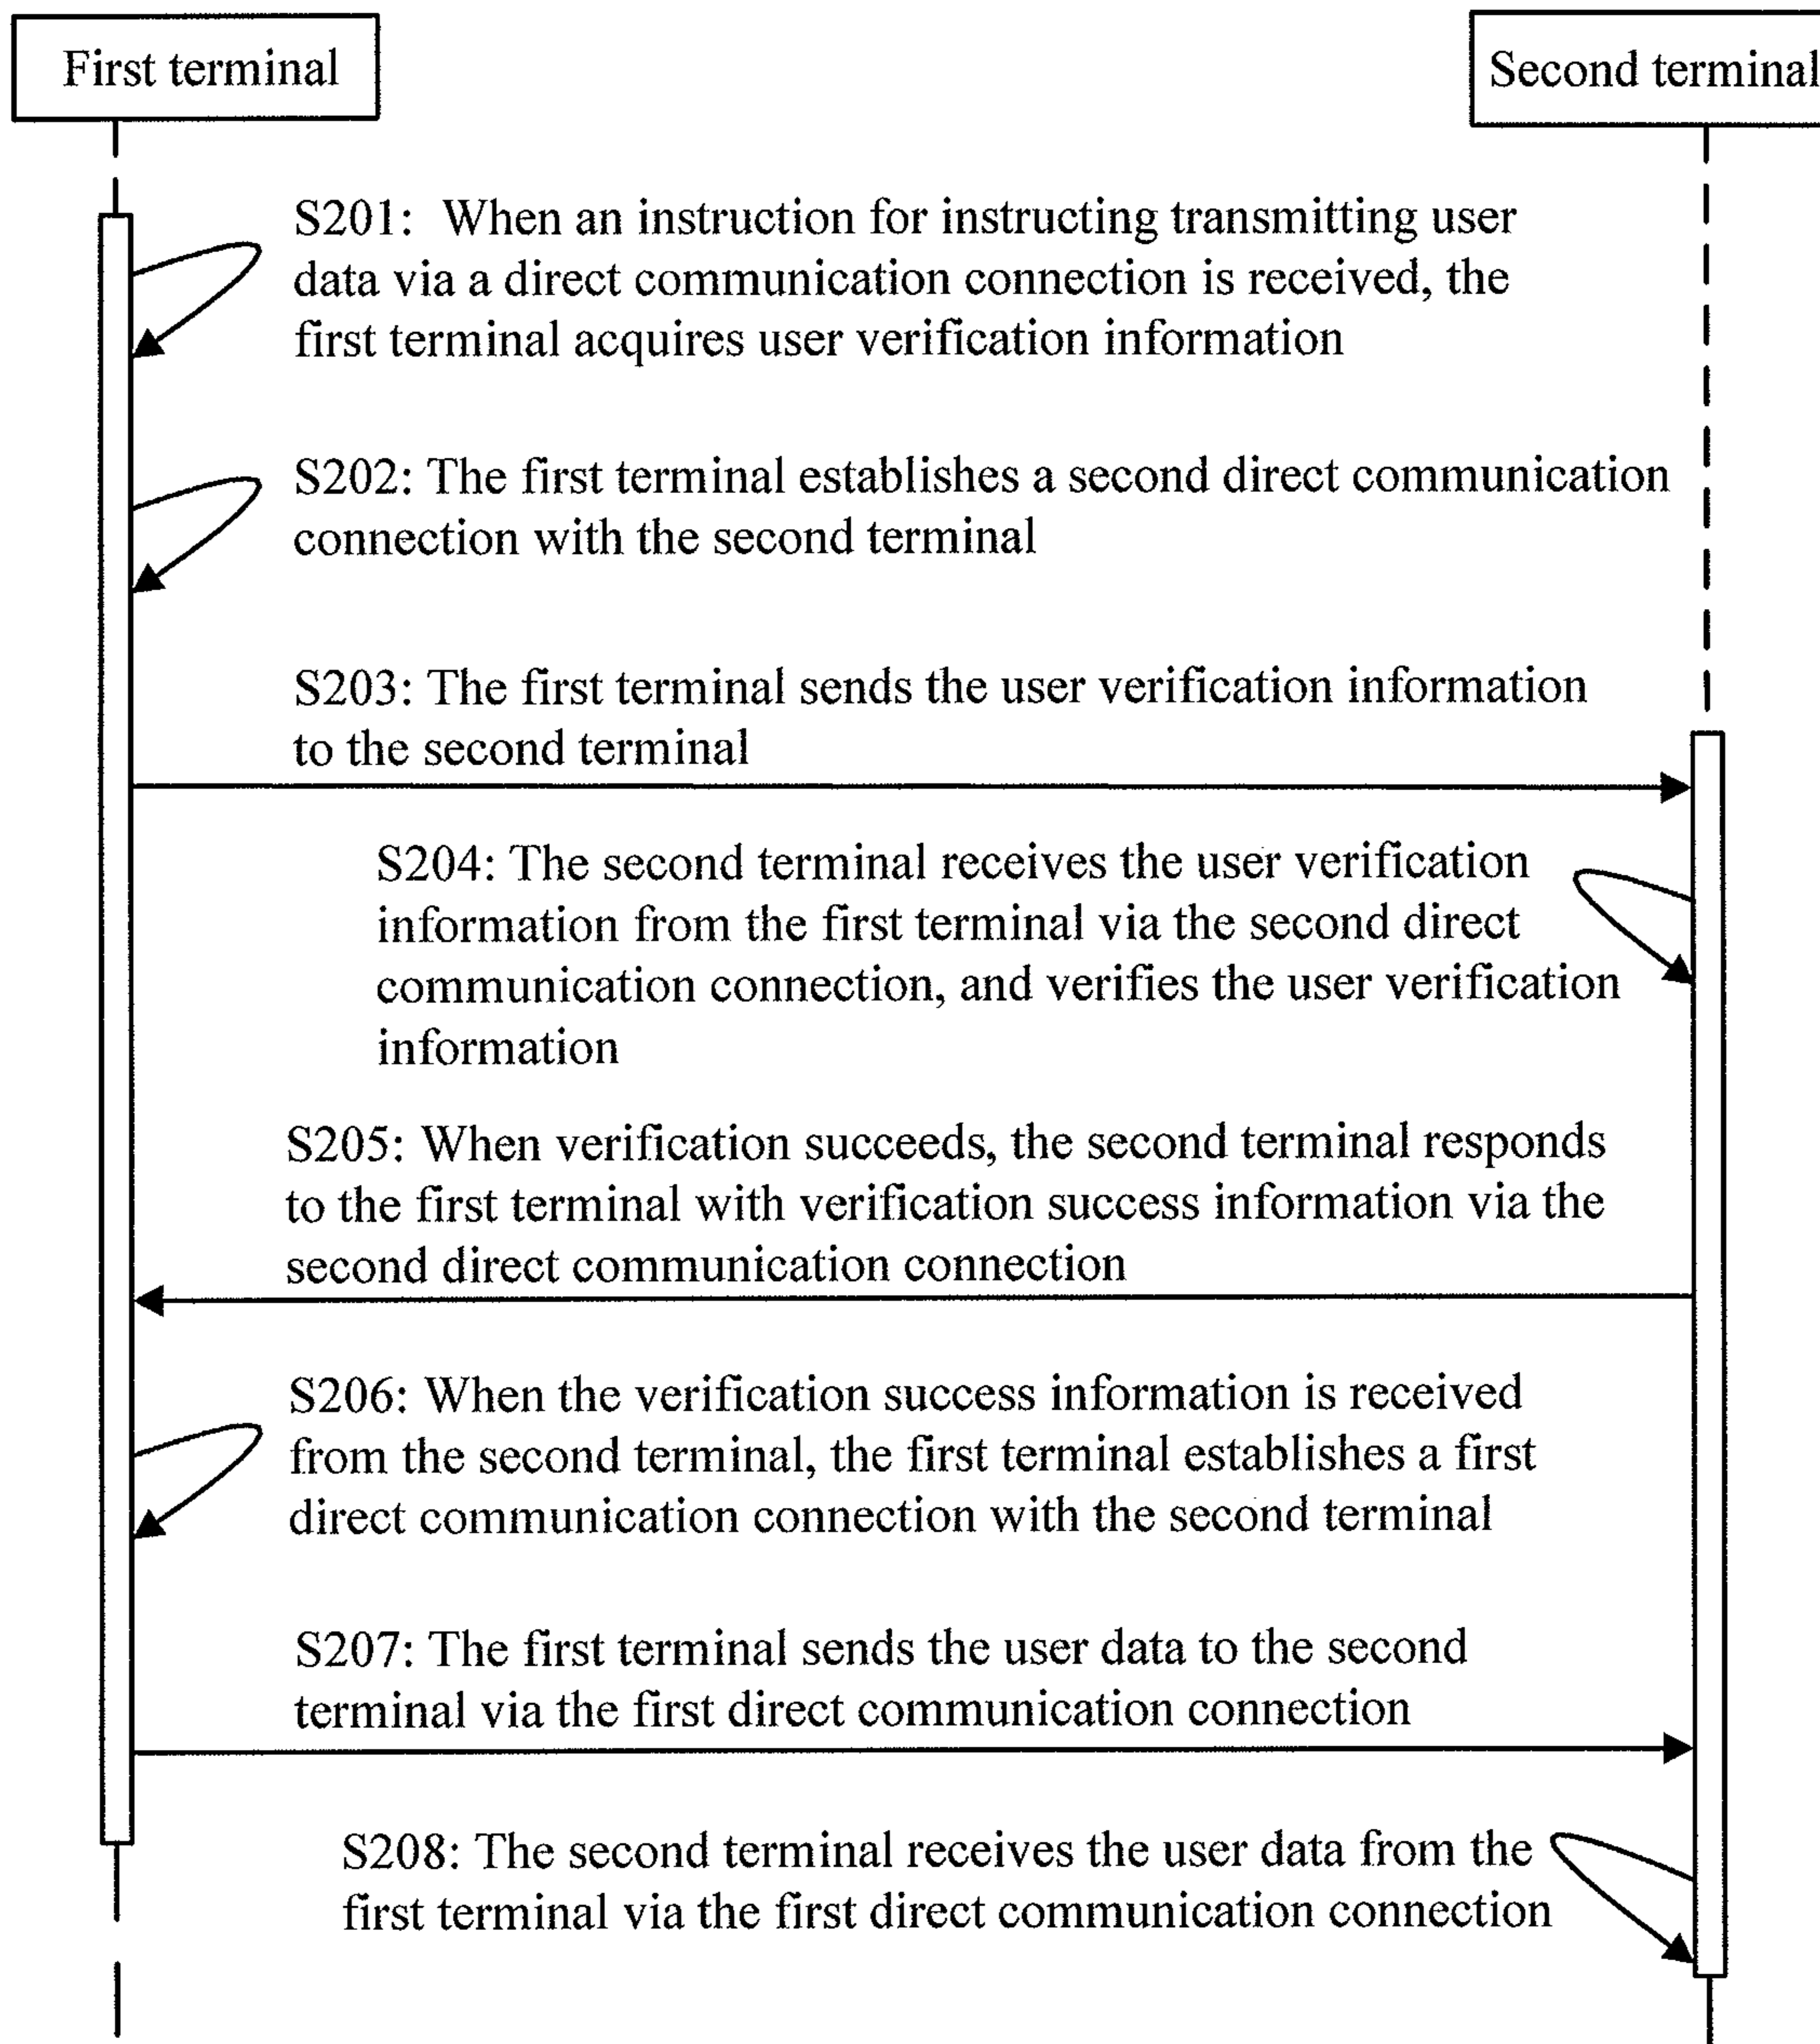 First terminal
Second terminal
S201: When an instruction for instructing transmitting user
data via a direct communication connection is received, the
first terminal acquires user verification information
S202: The first terminal establishes a second direct communication
connection with the second terminal
S203: The first terminal sends the user verification information
to the second terminal
S204: The second terminal receives the user verification
information from the first terminal via the second direct
communication connection, and verifies the user verification
information
S205: When verification succeeds, the second terminal responds
to the first terminal with verification success information via the
second direct communication connection
S206: When the verification success information is received
from the second terminal, the first terminal establishes a first
direct communication connection with the second terminal
S207: The first terminal sends the user data to the second
terminal via the first direct communication connection
S208: The second terminal receives the user data from the
first terminal via the first direct communication connection